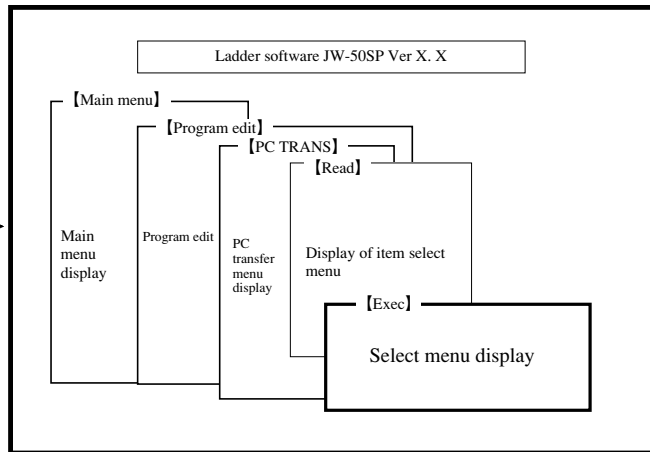 Ladder software JW-50SP Ver X. X
【Main menu】
【Program edit】
【PC TRANS】
【Read】
Main
menu
display
Program edit
PC
transfer
menu
display
Display of item select
menu
【Exec】
Select menu display